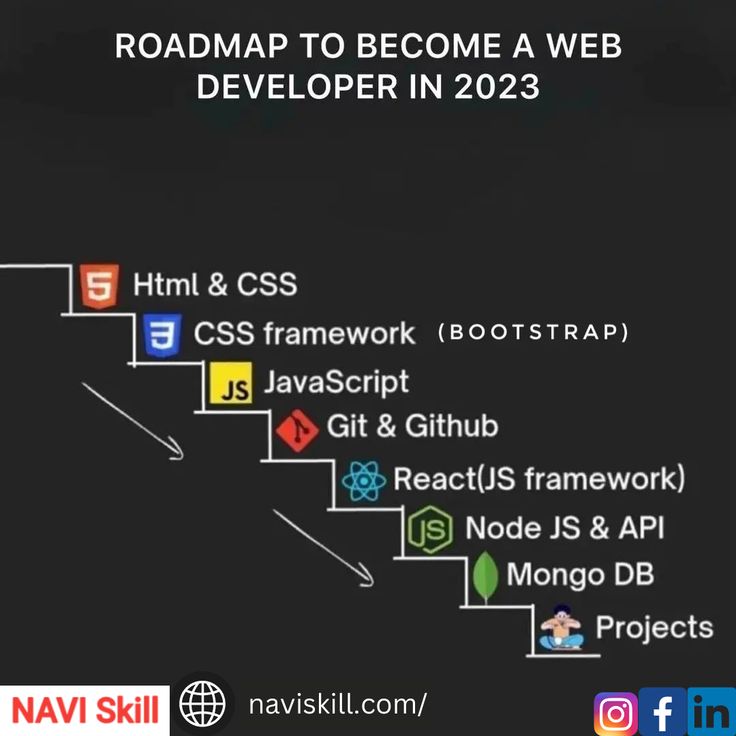 ROADMAP TO BECOME A WEB
DEVELOPER IN 2023
5 Html & CSS
3 CSS framework (BOOTSTRAP)
JS JavaScript
Git & Github
React(JS framework)
JS Node JS & API
Mongo DB
Projects
NAVI Skill naviskill.com/ f in